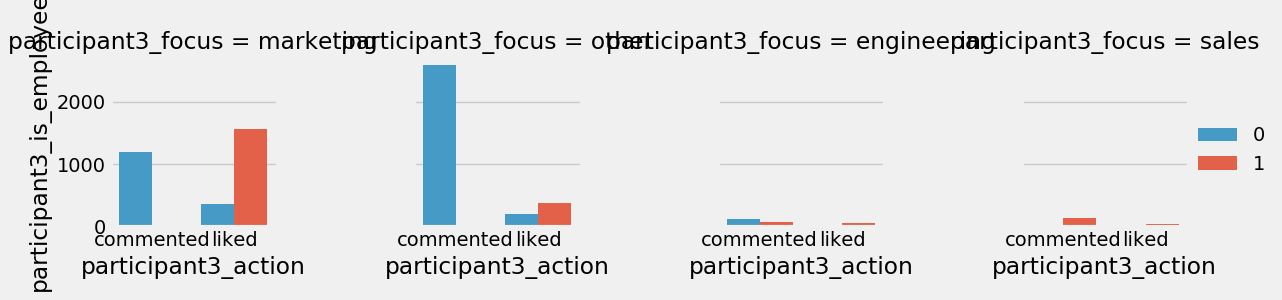 participant3_focus = marketing
participant3_focus = other
participant3_focus = engineering
participant3_focus = sales
participant3_is_employee
2000
1000
0
commented liked
commented liked
commented liked
commented liked
participant3_action
participant3_action
participant3_action
participant3_action
0
1